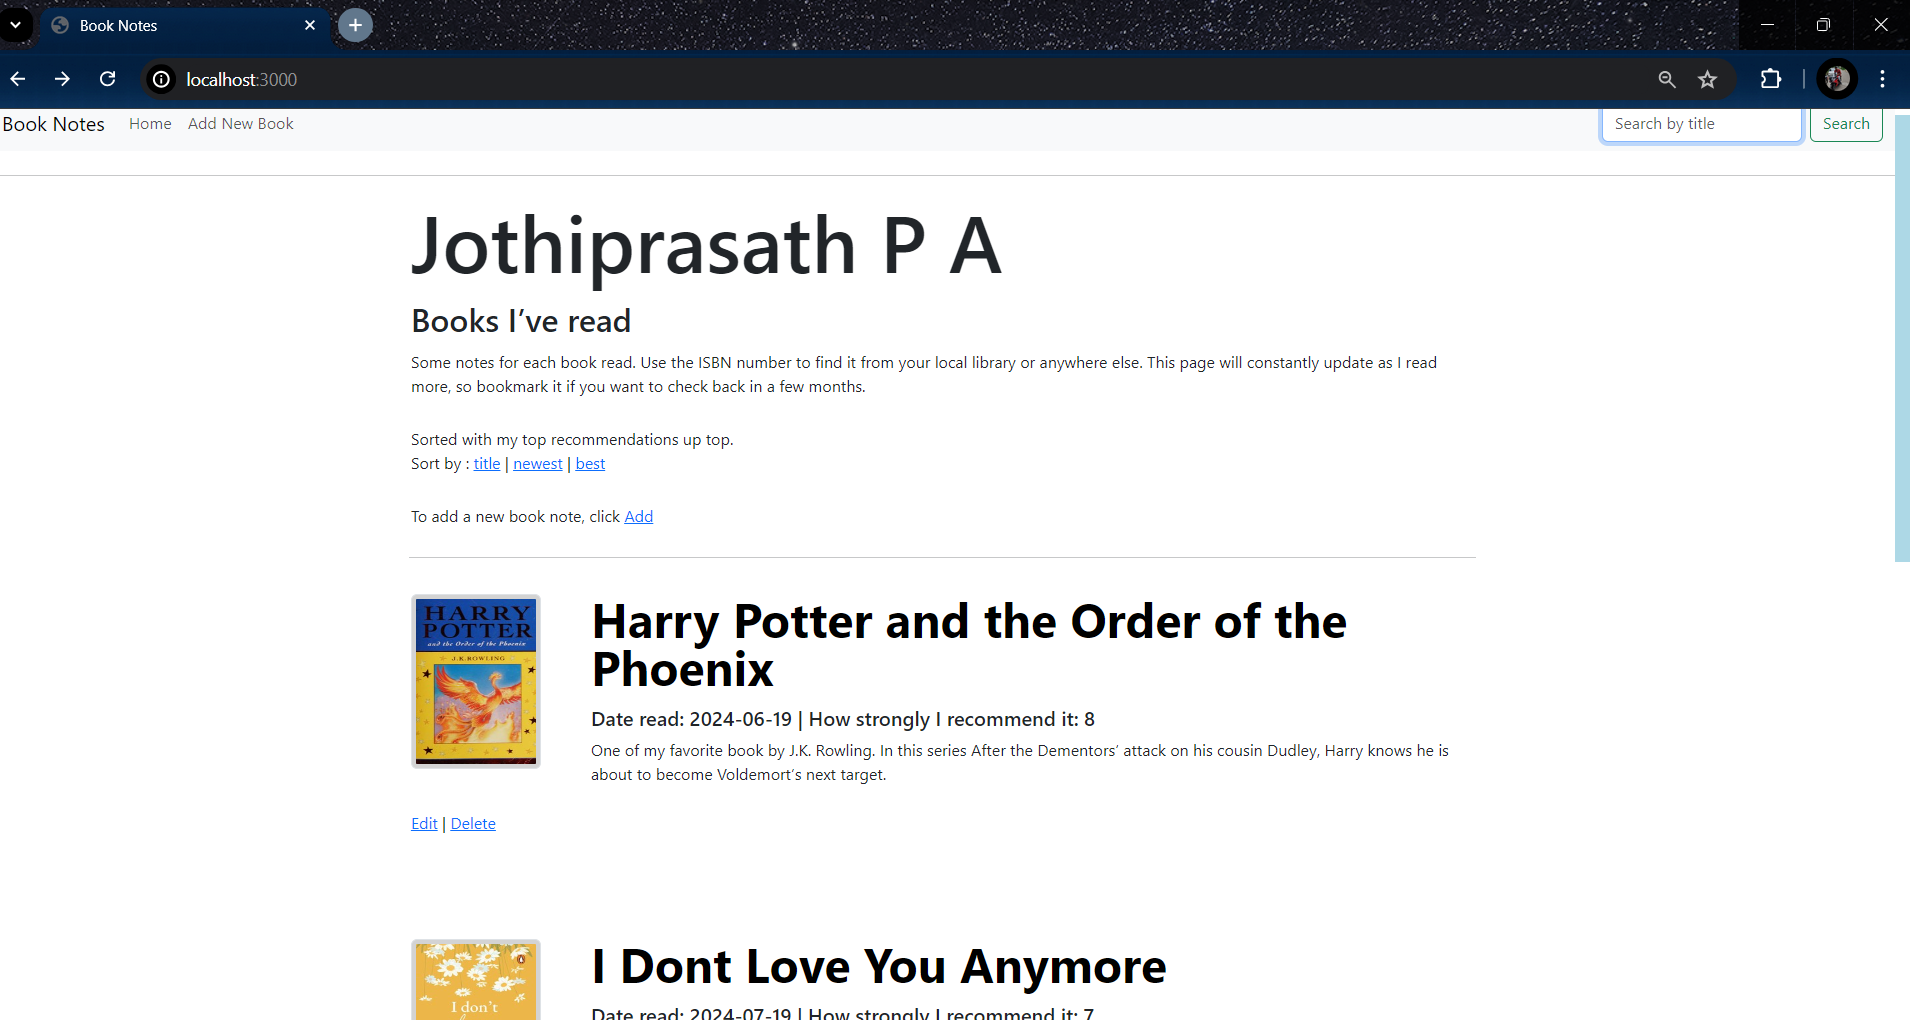 Book Notes
localhost:3000
Book Notes Home Add New Book Search by title Search
Jothiprasath P A
Books I’ve read
Some notes for each book read. Use the ISBN number to find it from your local library or anywhere else. This page will constantly update as I read
more, so bookmark it if you want to check back in a few months.
Sorted with my top recommendations up top.
Sort by : title | newest | best
To add a new book note, click Add
HARRY
POTTER
and the Order of the Phoenix
J.K.ROWLING
Harry Potter and the Order of the
Phoenix
Date read: 2024-06-19 | How strongly I recommend it: 8
One of my favorite book by J.K. Rowling. In this series After the Dementors’ attack on his cousin Dudley, Harry knows he is
about to become Voldemort’s next target.
Edit | Delete
I don't
I Dont Love You Anymore
Date read: 2024-07-19 | How strongly I recommend it: 7